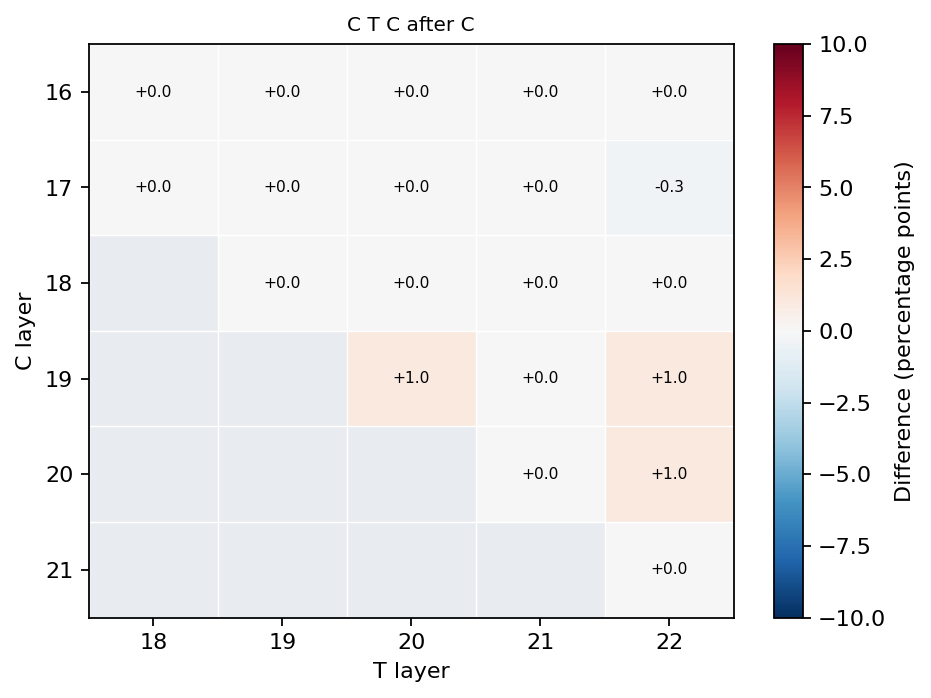 C T C after C
16 +0.0 +0.0 +0.0 +0.0 +0.0
17 +0.0 +0.0 +0.0 +0.0 -0.3
18 +0.0 +0.0 +0.0 +0.0
19 +1.0 +0.0 +1.0
20 +0.0 +1.0
21 +0.0
18 19 20 21 22
T layer
C layer
10.0
7.5
5.0
2.5
0.0
−2.5
−5.0
−7.5
−10.0
Difference (percentage points)